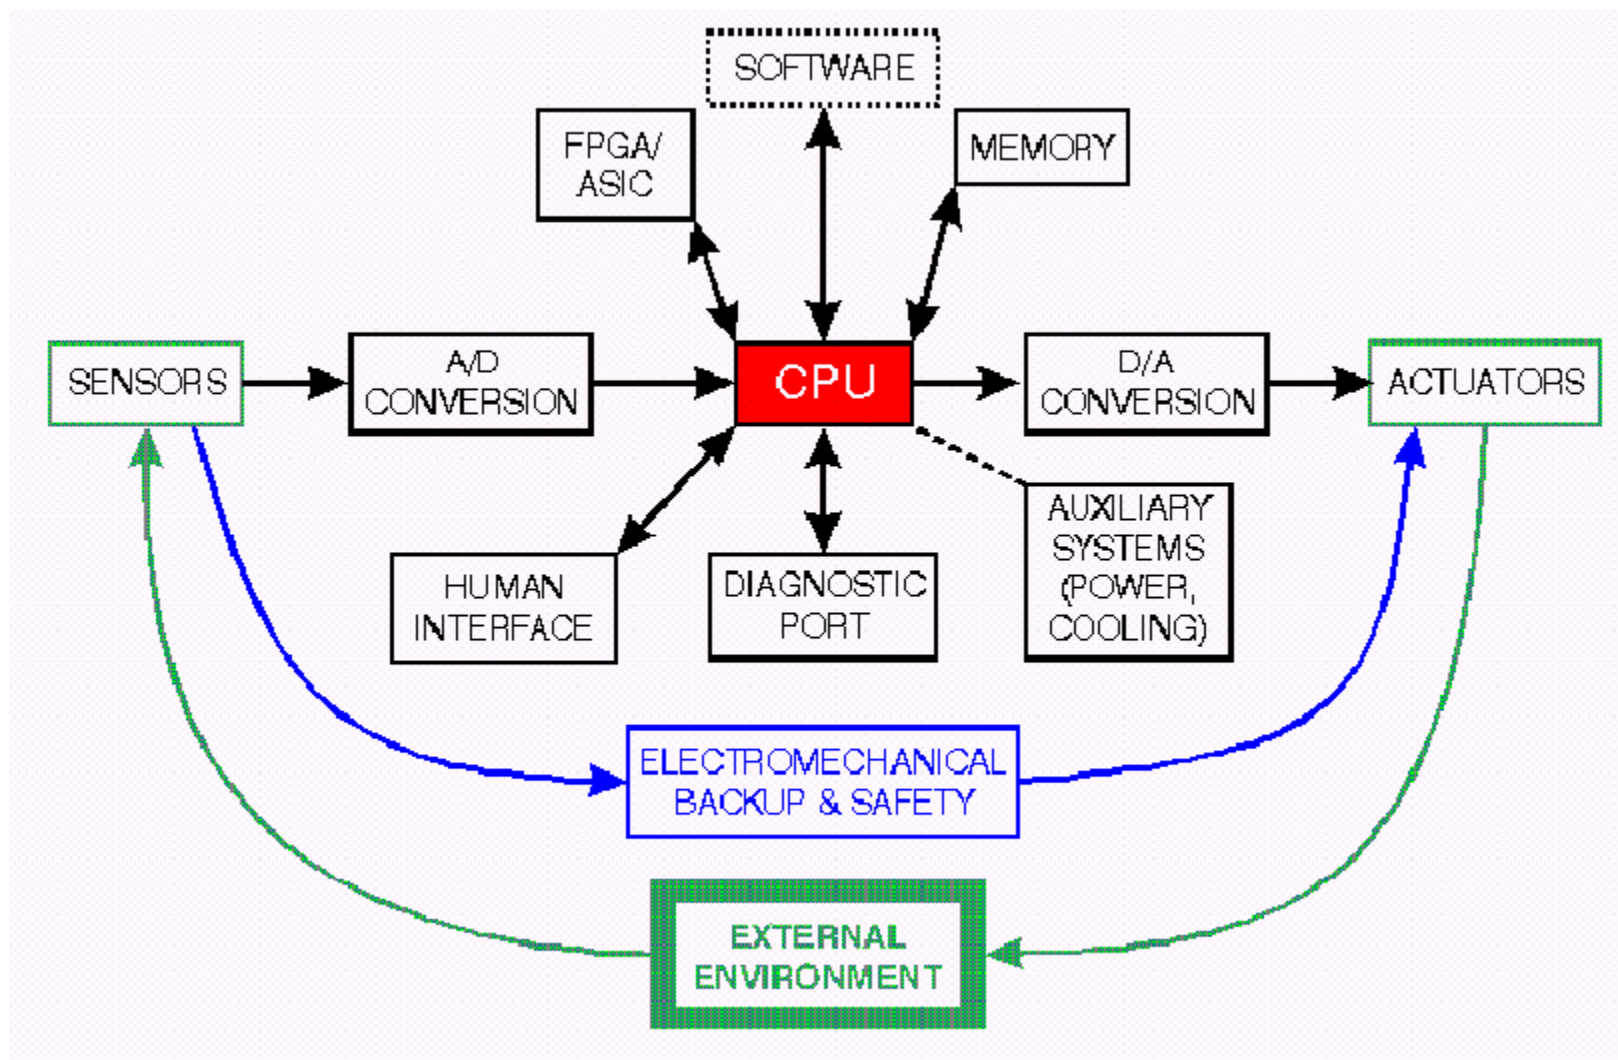 SOFTWARE
FPGA/
ASIC
MEMORY
SENSORS
A/D
CONVERSION
CPU
D/A
CONVERSION
ACTUATORS
HUMAN
INTERFACE
DIAGNOSTIC
PORT
AUXILIARY
SYSTEMS
(POWER,
COOLING)
ELECTROMECHANICAL
BACKUP & SAFETY
EXTERNAL
ENVIRONMENT